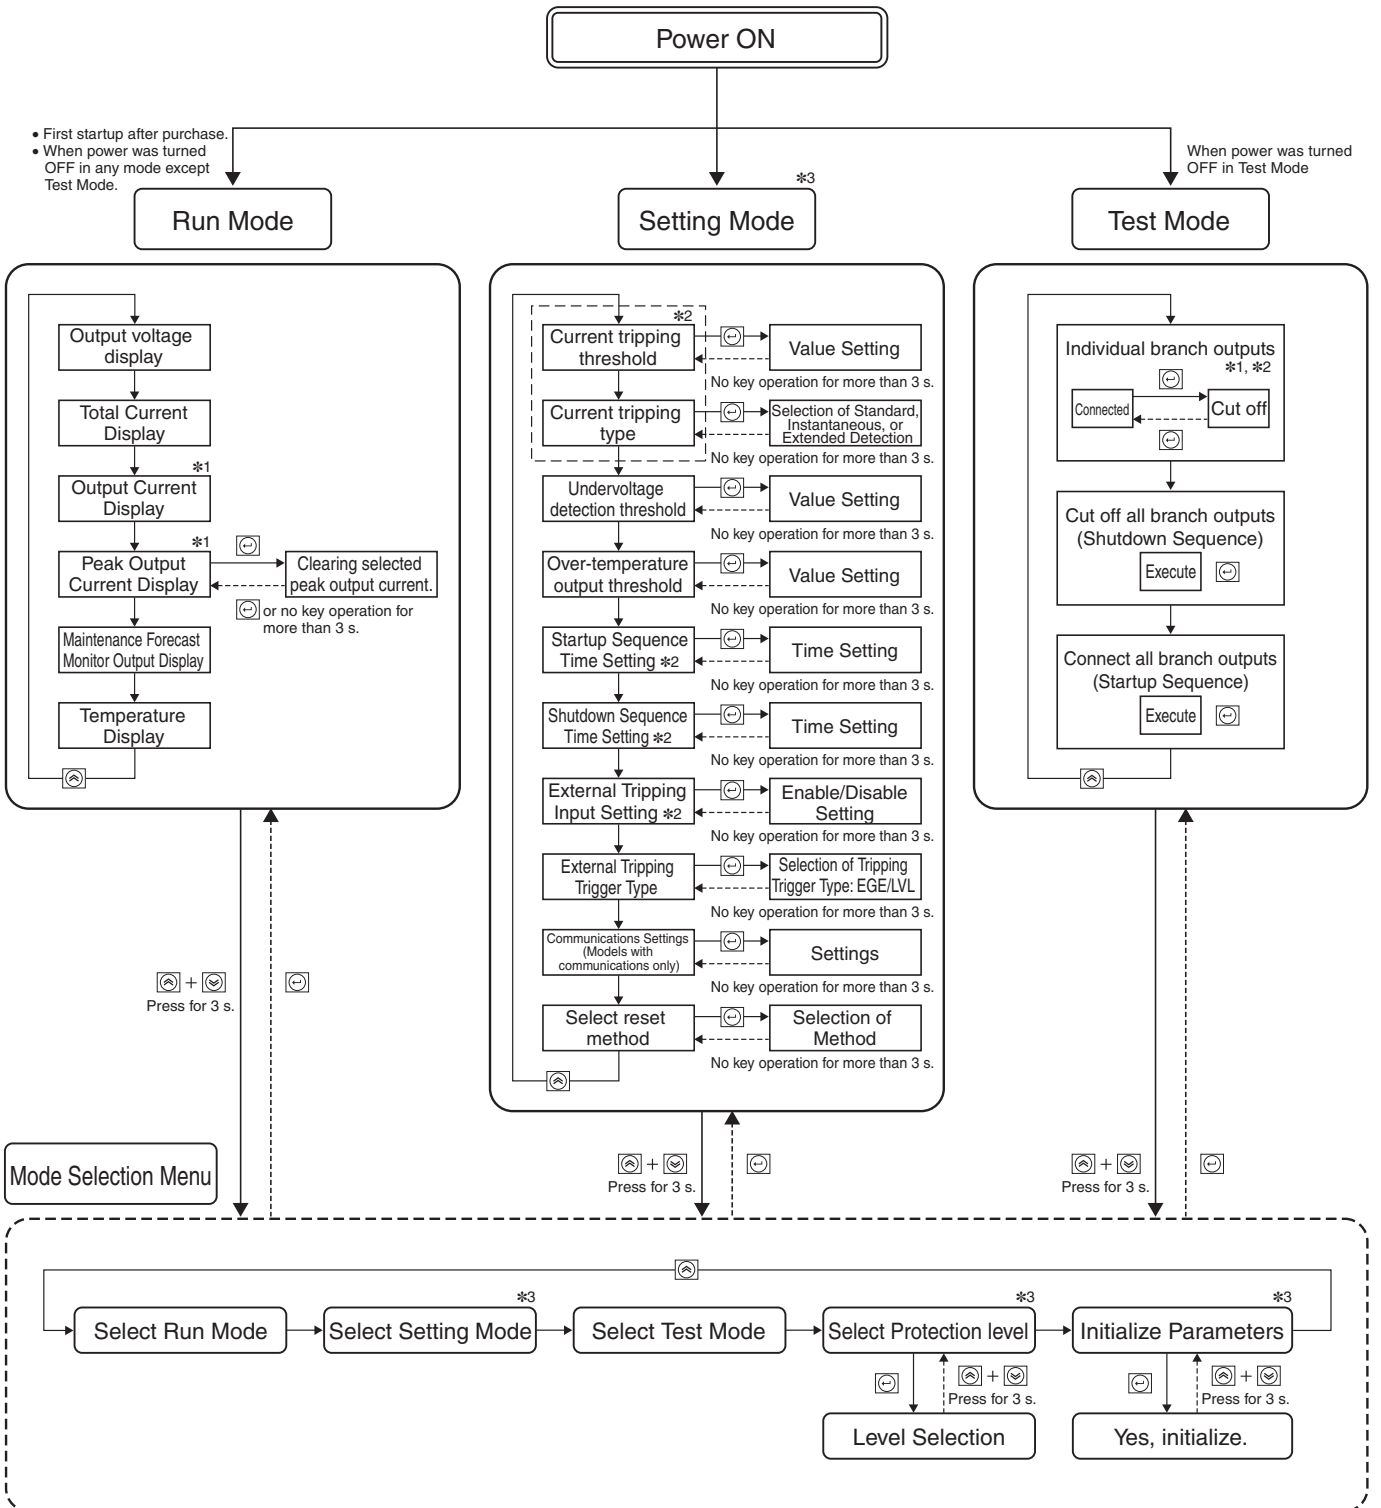 Power ON
• First startup after purchase.
• When power was turned
OFF in any mode except
Test Mode.
When power was turned
OFF in Test Mode
Run Mode
✻3
Setting Mode
Test Mode
Output voltage
display
Total Current
Display
✻1
Output Current
Display
✻1
Peak Output
Current Display
Clearing selected
peak output current.
or no key operation for
more than 3 s.
Maintenance Forecast
Monitor Output Display
Temperature
Display
✻2
Current tripping
threshold
Value Setting
No key operation for more than 3 s.
Current tripping
type
Selection of Standard,
Instantaneous, or
Extended Detection
No key operation for more than 3 s.
Undervoltage
detection threshold
Value Setting
No key operation for more than 3 s.
Over-temperature
output threshold
Value Setting
No key operation for more than 3 s.
Startup Sequence
Time Setting ✻2
Time Setting
No key operation for more than 3 s.
Shutdown Sequence
Time Setting ✻2
Time Setting
No key operation for more than 3 s.
External Tripping
Input Setting ✻2
Enable/Disable
Setting
No key operation for more than 3 s.
External Tripping
Trigger Type
Selection of Tripping
Trigger Type: EGE/LVL
No key operation for more than 3 s.
Communications Settings
(Models with
communications only)
Settings
No key operation for more than 3 s.
Select reset
method
Selection of
Method
No key operation for more than 3 s.
Individual branch outputs
✻1, ✻2
Connected
Cut off
Cut off all branch outputs
(Shutdown Sequence)
Execute
Connect all branch outputs
(Startup Sequence)
Execute
+
Press for 3 s.
+
Press for 3 s.
+
Press for 3 s.
Mode Selection Menu
Select Run Mode
✻3
Select Setting Mode
Select Test Mode
✻3
Select Protection level
✻3
Initialize Parameters
+
Press for 3 s.
+
Press for 3 s.
Level Selection
Yes, initialize.